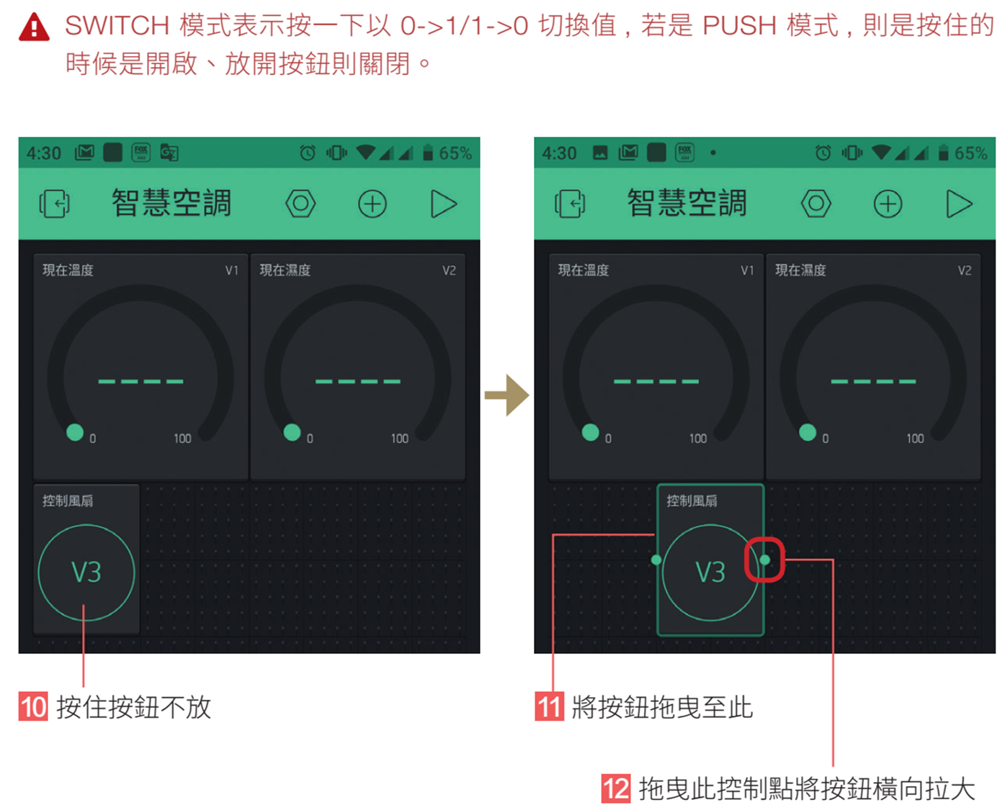 SWITCH 模式表示按一下以 0->1/1->0 切換值，若是 PUSH 模式，則是按住的
時候是開啟、放開按鈕則關閉。
4:30
65%
智慧空調
現在溫度 V1
現在濕度 V2
0 100
0 100
控制風扇
V3
10 按住按鈕不放
4:30
65%
智慧空調
現在溫度 V1
現在濕度 V2
0 100
0 100
控制風扇
V3
11 將按鈕拖曳至此
12 拖曳此控制點將按鈕橫向拉大